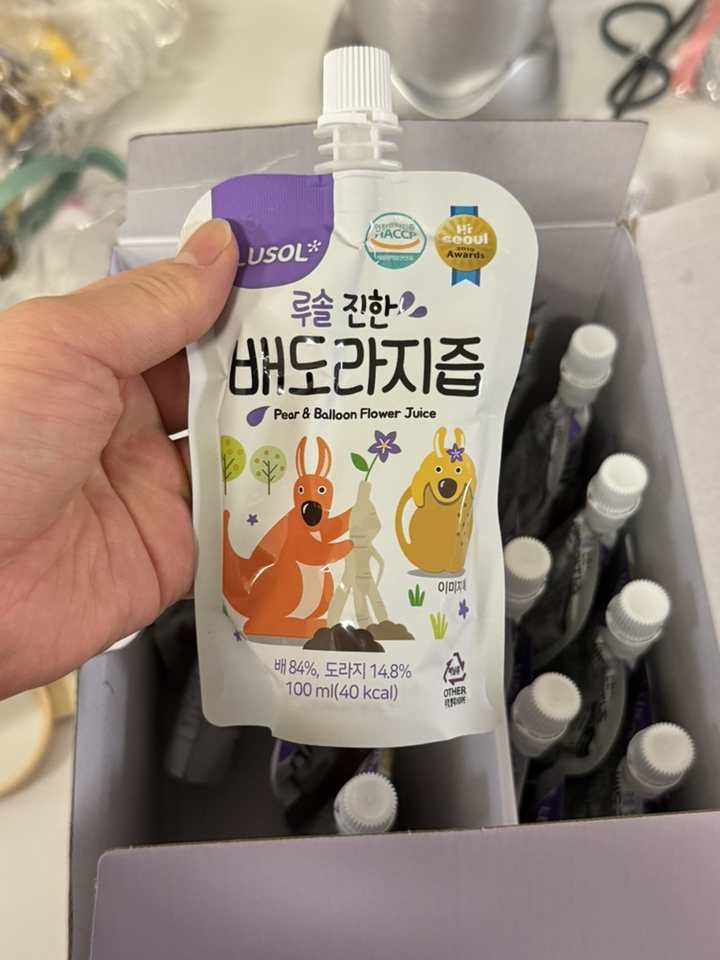 LUSOL*
HACCP
Hi
Seoul
2019
Awards
루솔 진한
배도라지즙
Pear & Balloon Flower Juice
이미지
배 84%, 도라지 14.8%
100 ml(40 kcal)
OTHER